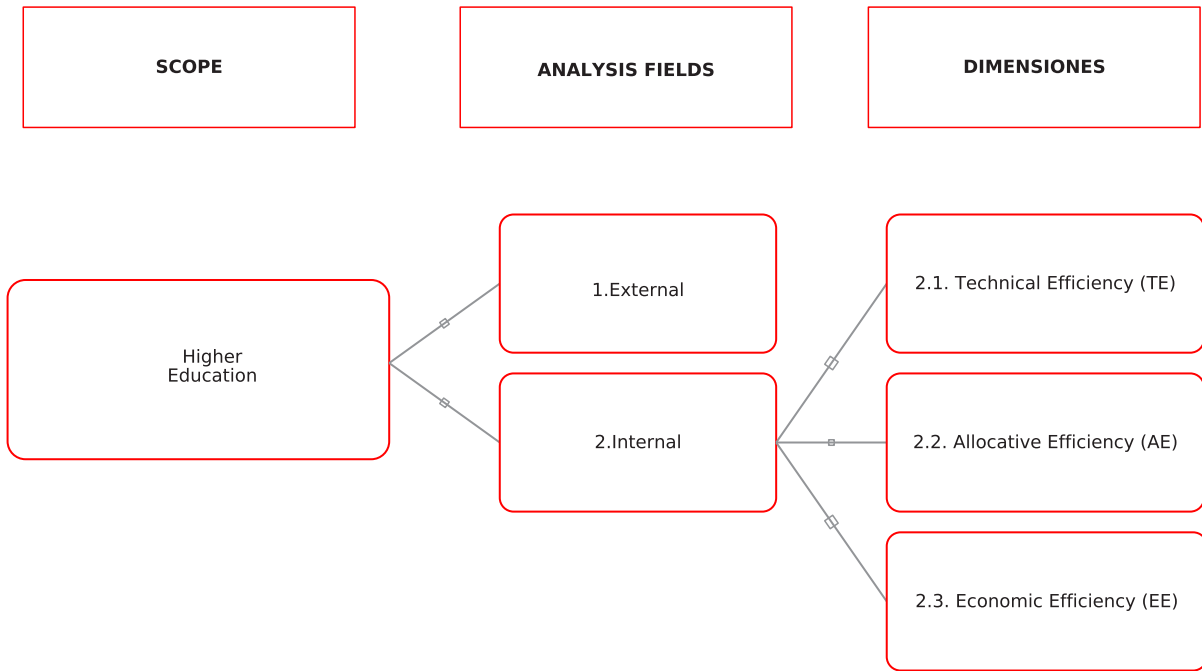 SCOPE
ANALYSIS FIELDS
DIMENSIONES
Higher
Education
1.External
2.Internal
2.1. Technical Efficiency (TE)
2.2. Allocative Efficiency (AE)
2.3. Economic Efficiency (EE)